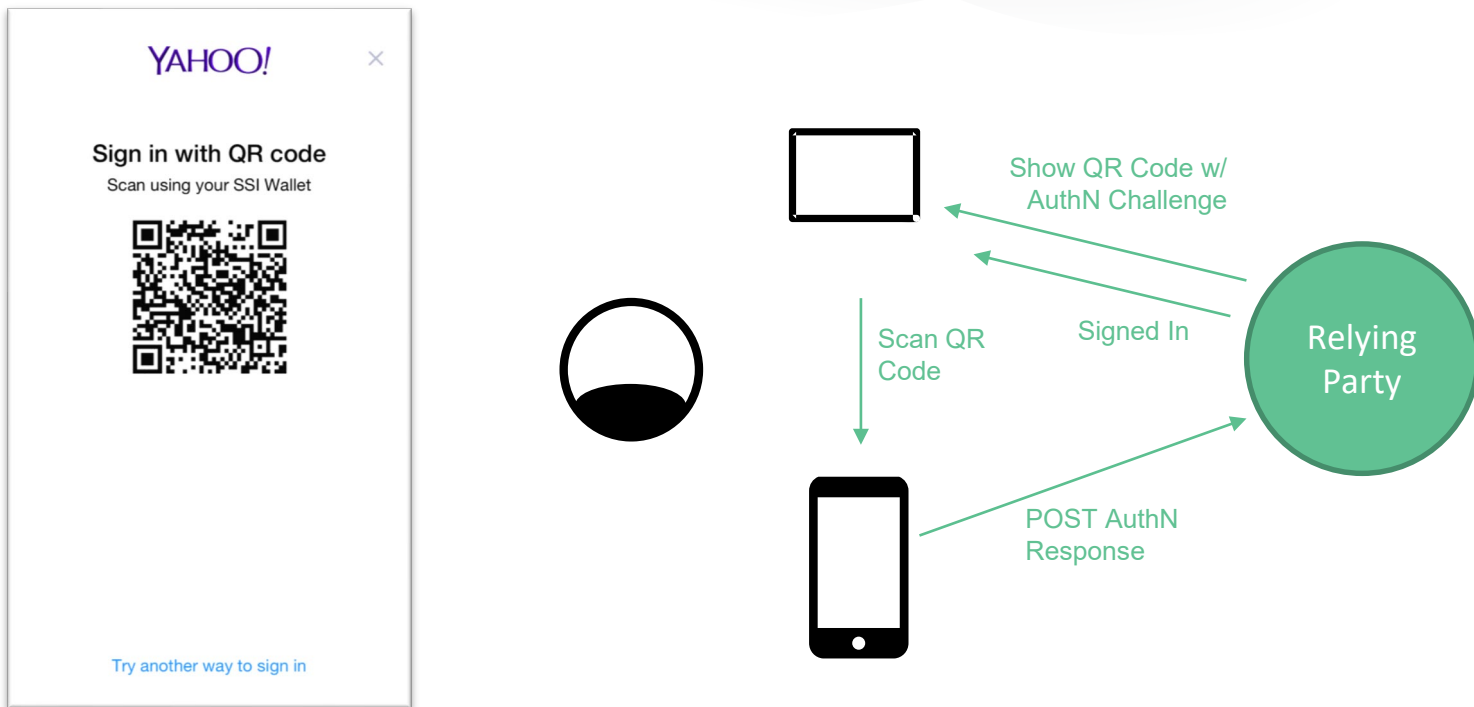 YAHOO!
×
Sign in with QR code
Scan using your SSI Wallet
Try another way to sign in
Show QR Code w/
AuthN Challenge
Signed In
Scan QR
Code
Relying
Party
POST AuthN
Response